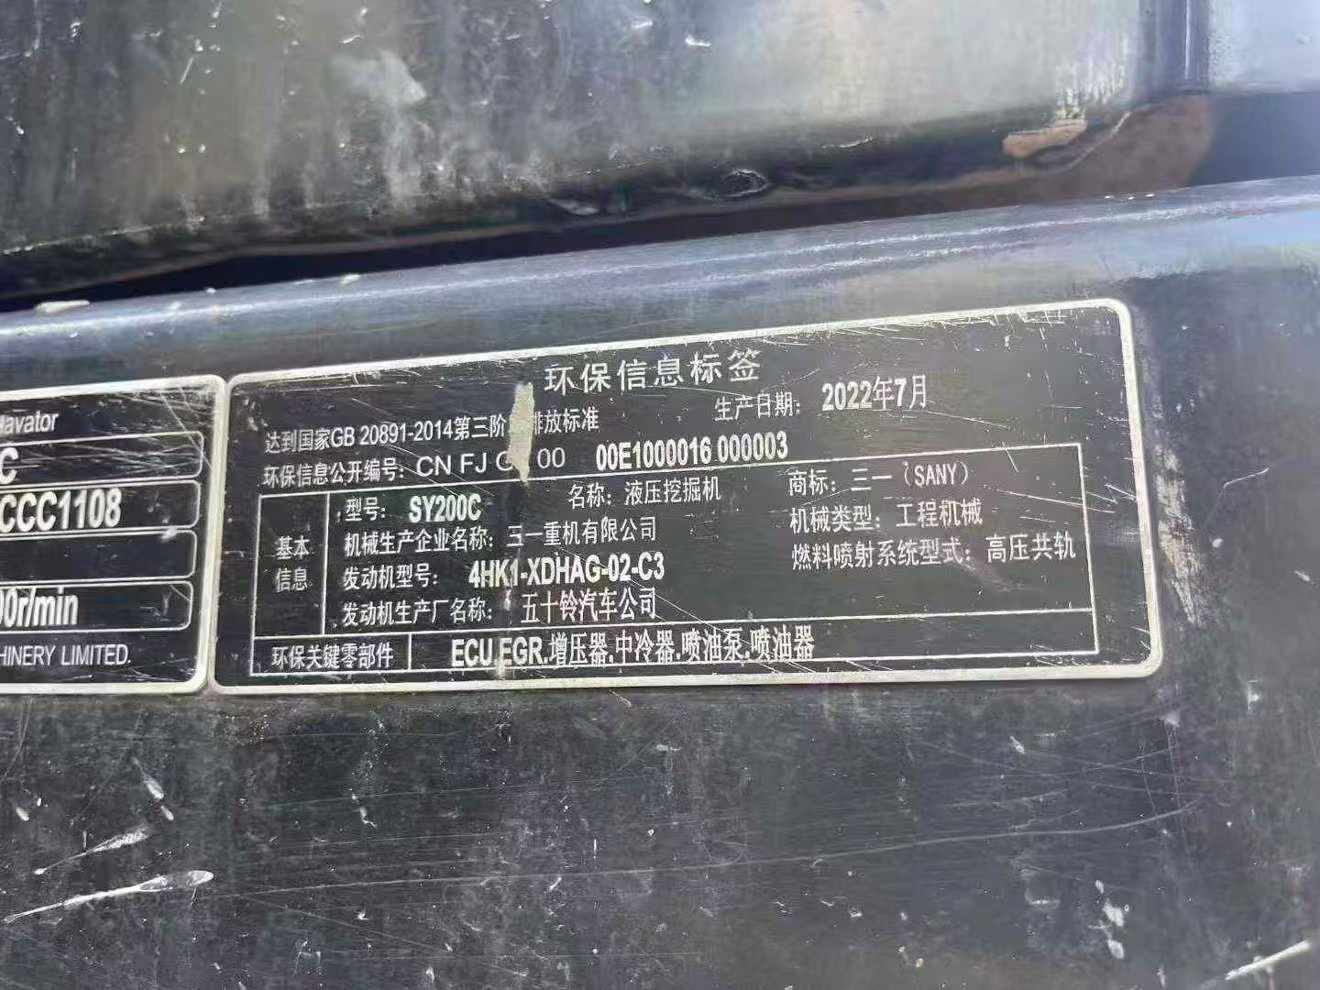 avator
C
CCC1108
00r/min
HINERY LIMITED.
环保信息标签
达到国家GB 20891-2014第三阶 排放标准 生产日期: 2022年7月
环保信息公开编号: CN FJ 00 00E1000016 000003
基本信息
型号: SY200C 名称: 液压挖掘机 商标: 三一 (SANY)
机械生产企业名称: 三一重机有限公司 机械类型: 工程机械
发动机型号: 4HK1-XDHAG-02-C3 燃料喷射系统型式: 高压共轨
发动机生产厂名称: 五十铃汽车公司
环保关键零部件 ECU,EGR,增压器,中冷器,喷油泵,喷油器